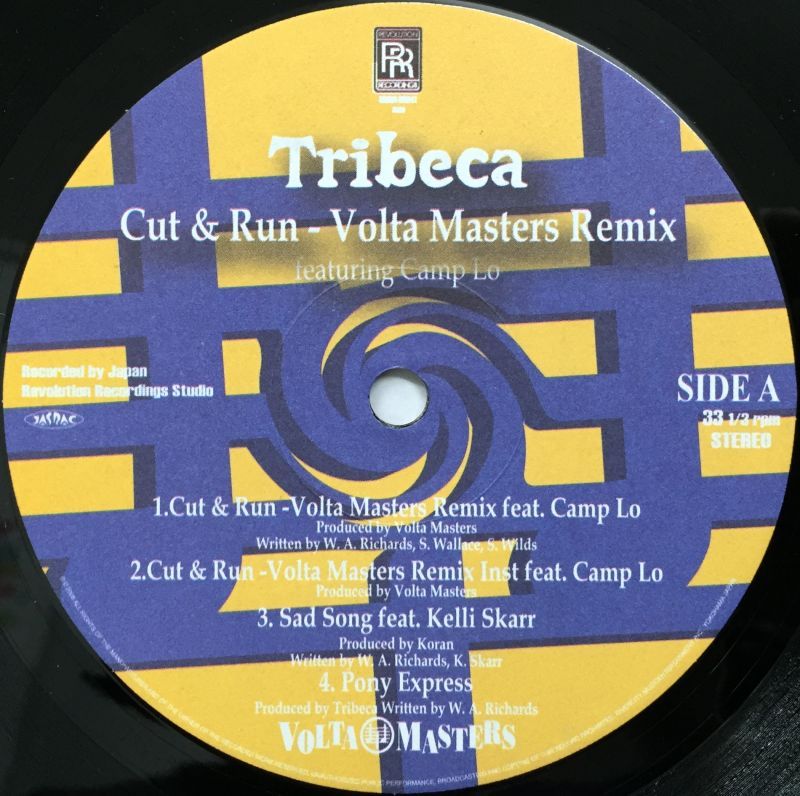 REVOLUTION
RR
RECORDINGS
Tribeca
Cut & Run - Volta Masters Remix
featuring Camp Lo
Recorded by Japan
Revolution Recordings Studio
JASRAC
SIDE A
33 1/3 rpm
STEREO
1.Cut & Run -Volta Masters Remix feat. Camp Lo
Produced by Volta Masters
Written by W. A. Richards, S. Wallace, S. Wilds
2.Cut & Run -Volta Masters Remix Inst feat. Camp Lo
Produced by Volta Masters
3. Sad Song feat. Kelli Skarr
Produced by Koran
Written by W. A. Richards, K. Skarr
4. Pony Express
Produced by Tribeca Written by W. A. Richards
VOLTA MASTERS